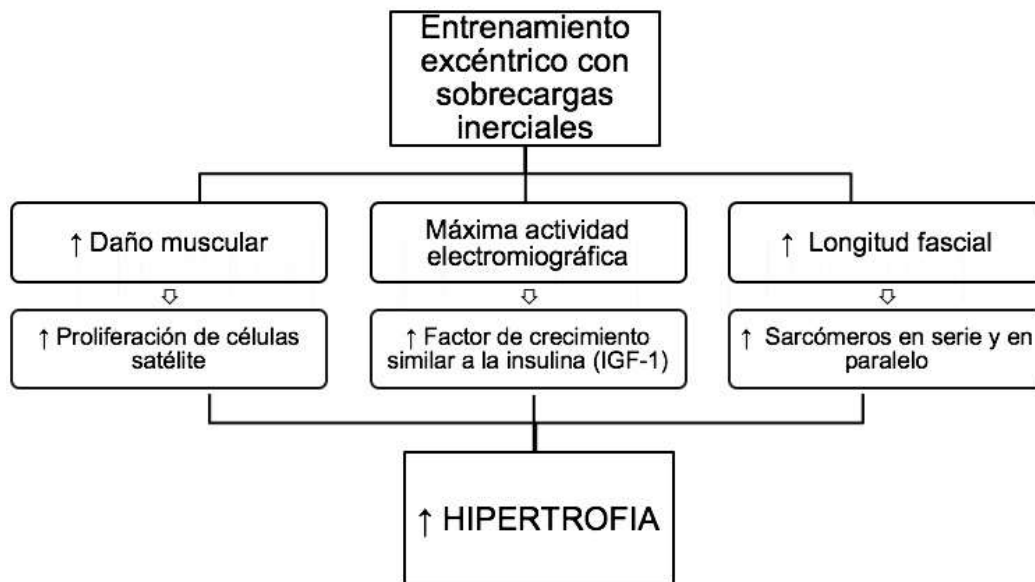 Entrenamiento
excéntrico con
sobrecargas
inerciales
↑ Daño muscular
Máxima actividad
electromiográfica
↑ Longitud fascial
↑ Proliferación de células
satélite
↑ Factor de crecimiento
similar a la insulina (IGF-1)
↑ Sarcómeros en serie y en
paralelo
↑ HIPERTROFIA